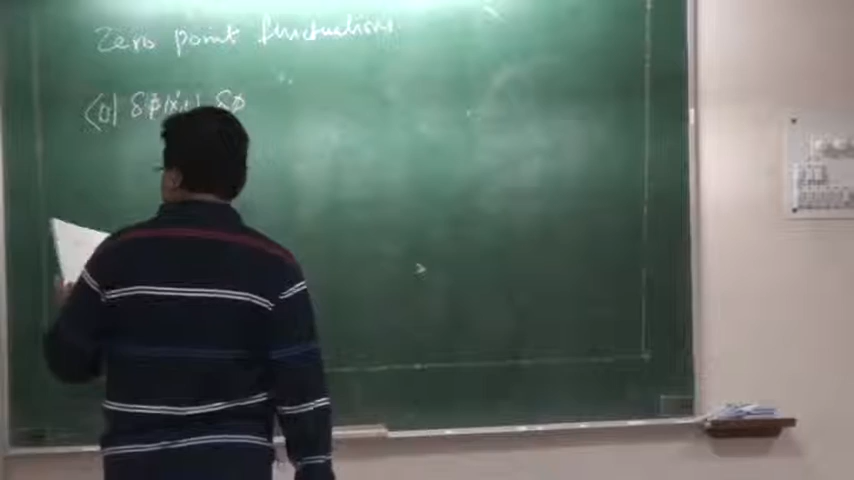 Zero point fluctuations
⟨0| δφ(x,t) δφ